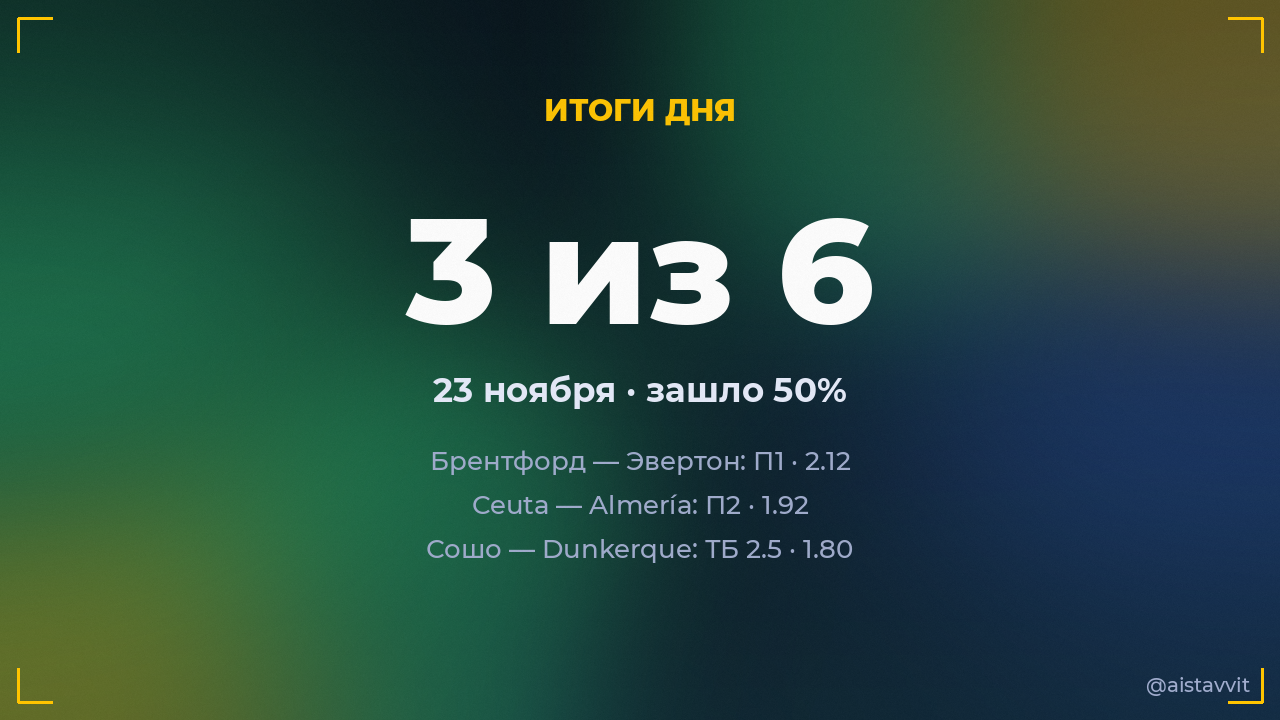 ИТОГИ ДНЯ
3 из 6
23 ноября · зашло 50%
Брентфорд — Эвертон: П1 · 2.12
Ceuta — Almería: П2 · 1.92
Сошо — Dunkerque: ТБ 2.5 · 1.80
@aistavvit